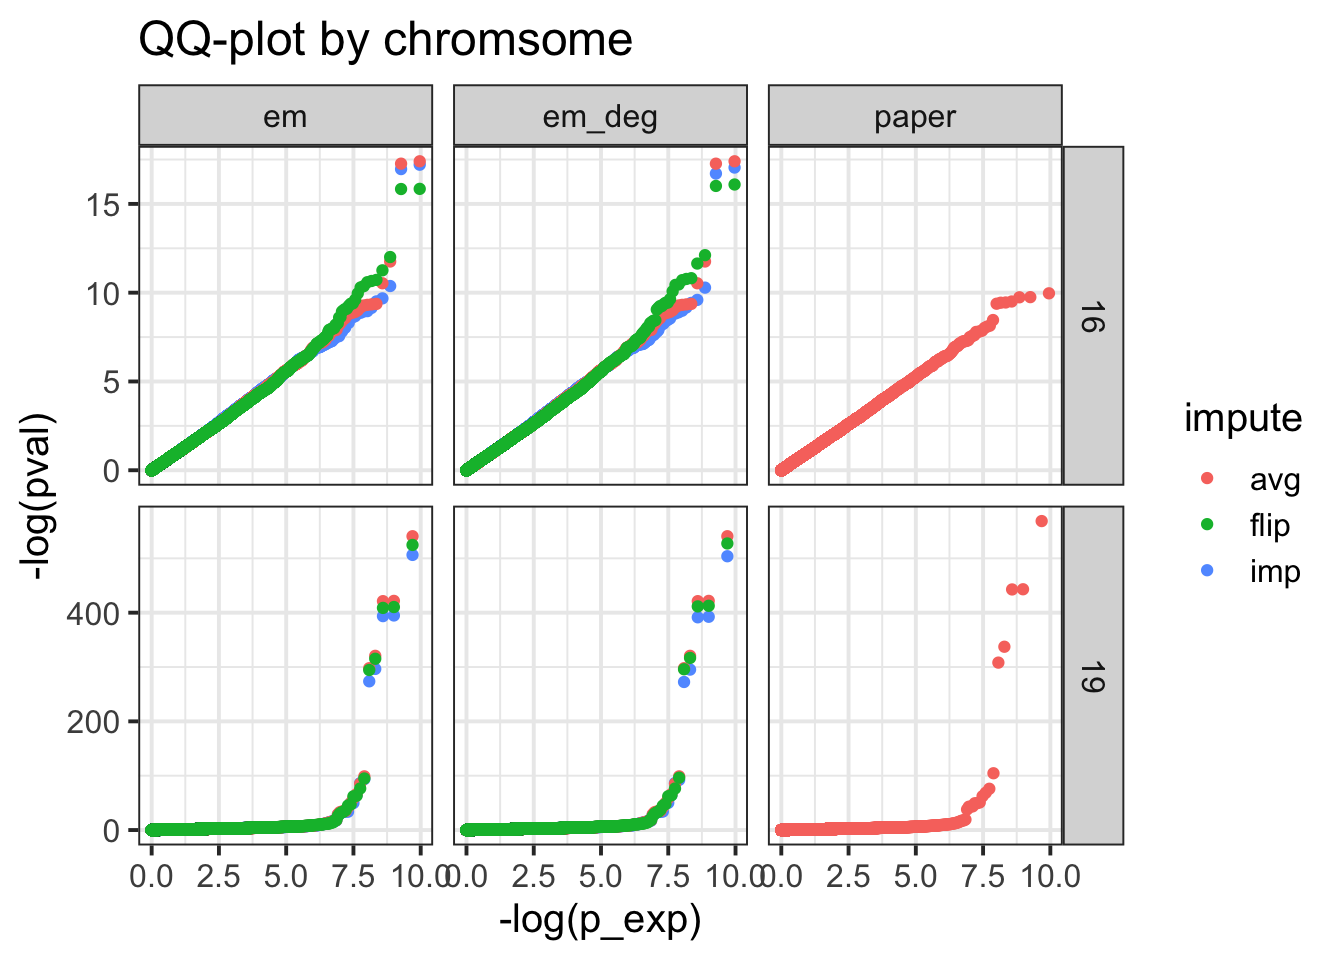 QQ-plot by chromsome
em em_deg paper
15
10
5
0
16
400
200
0
19
0.0 2.5 5.0 7.5 10.0 0.0 2.5 5.0 7.5 10.0 0.0 2.5 5.0 7.5 10.0
-log(p_exp)
-log(pval)
impute
avg
flip
imp